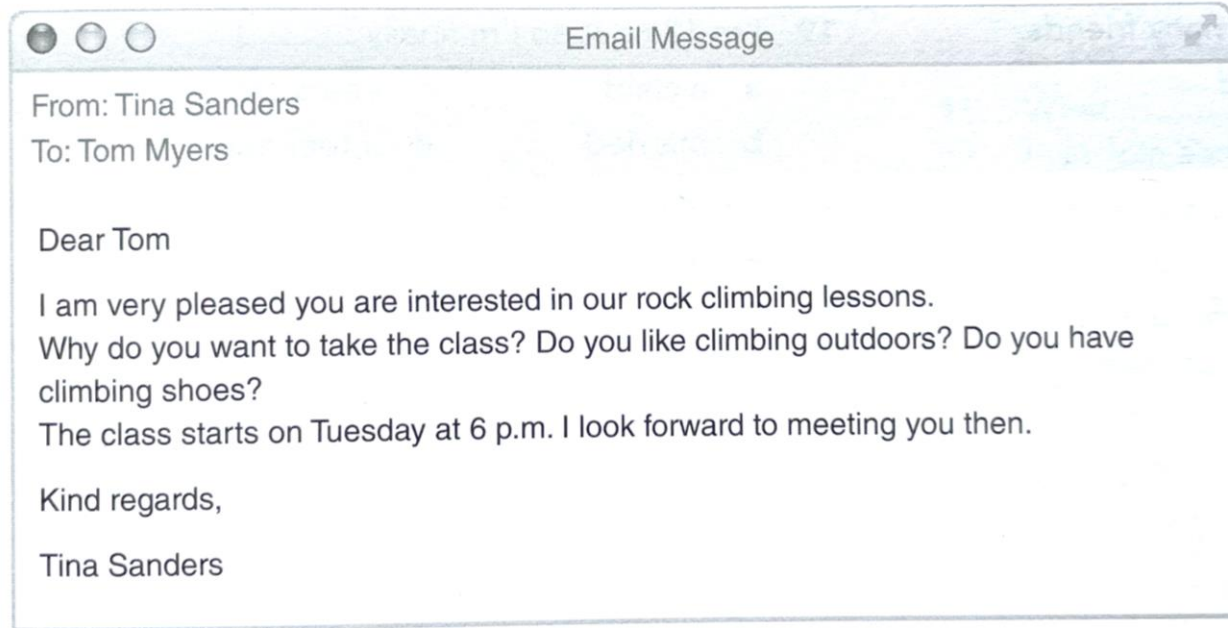 Email Message
From: Tina Sanders
To: Tom Myers
Dear Tom
I am very pleased you are interested in our rock climbing lessons.
Why do you want to take the class? Do you like climbing outdoors? Do you have
climbing shoes?
The class starts on Tuesday at 6 p.m. I look forward to meeting you then.
Kind regards,
Tina Sanders